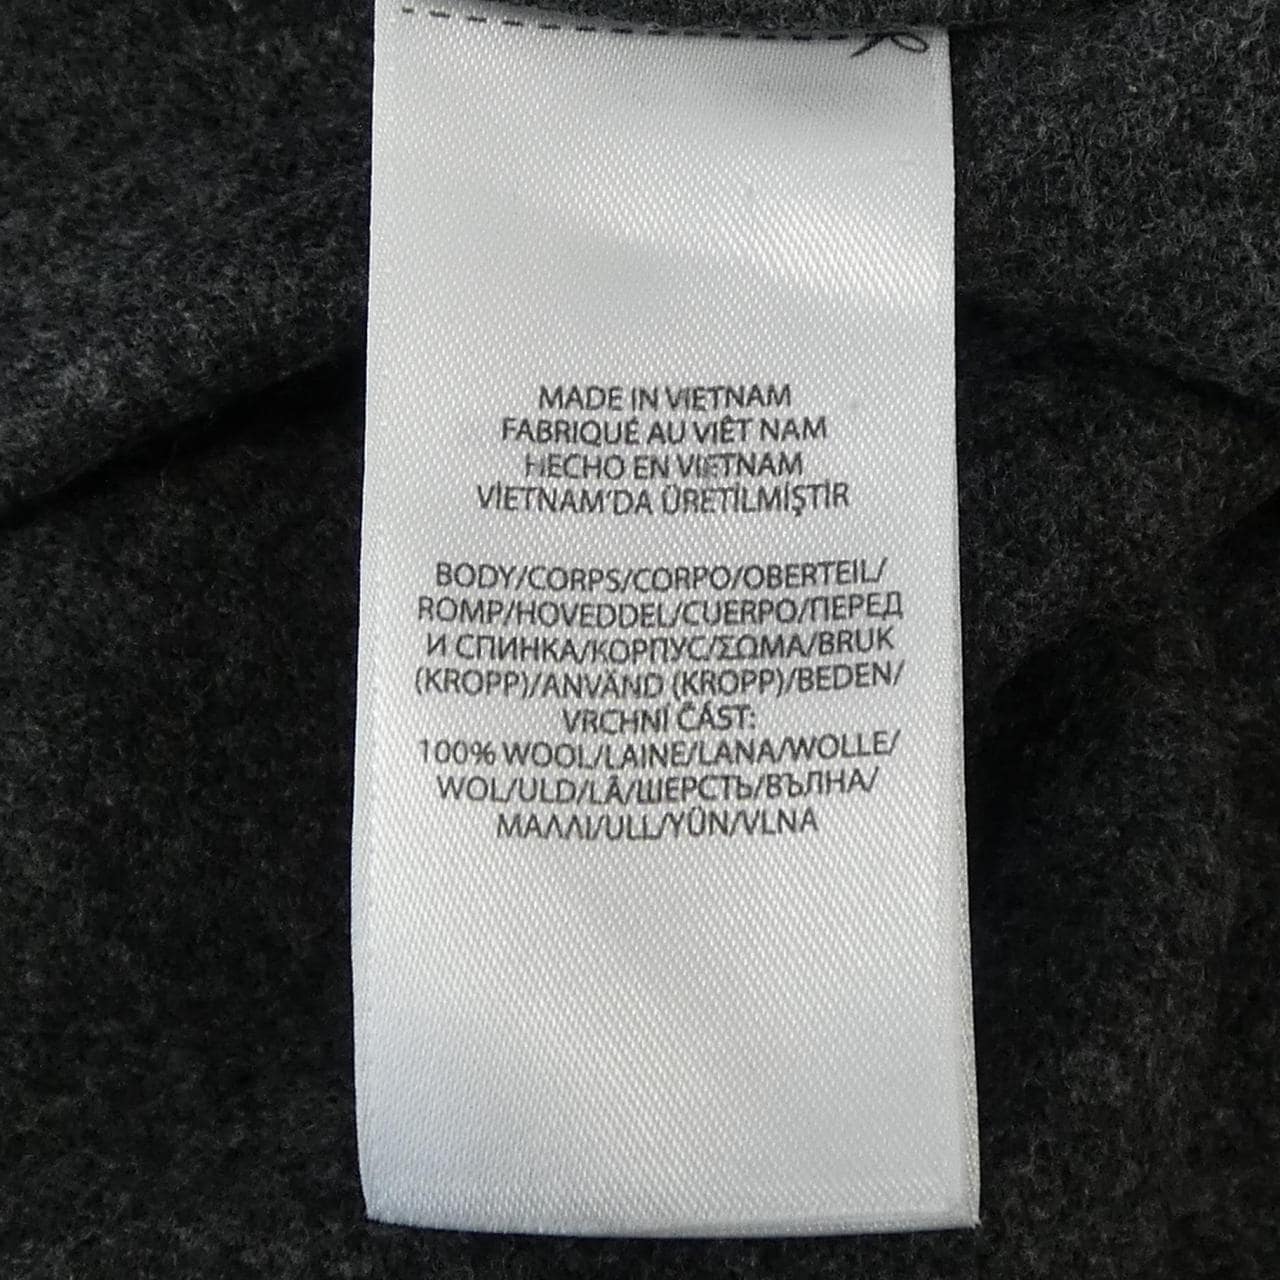 MADE IN VIETNAM
FABRIQUÉ AU VIÊT NAM
HECHO EN VIETNAM
VİETNAM'DA ÜRETİLMİŞTİR
BODY/CORPS/CORPO/OBERTEIL/
ROMP/HOVEDDEL/CUERPO/ПЕРЕД
И СПИНКА/КОРПУС/ΣΩΜΑ/BRUK
(KROPP)/ANVÄND (KROPP)/BEDEN/
VRCHNÍ ČÁST:
100% WOOL/LAINE/LANA/WOLLE/
WOL/ULD/LÃ/ШЕРСТЬ/ВЪЛНА/
ΜΑΛΛΙ/ULL/YÜN/VLNA